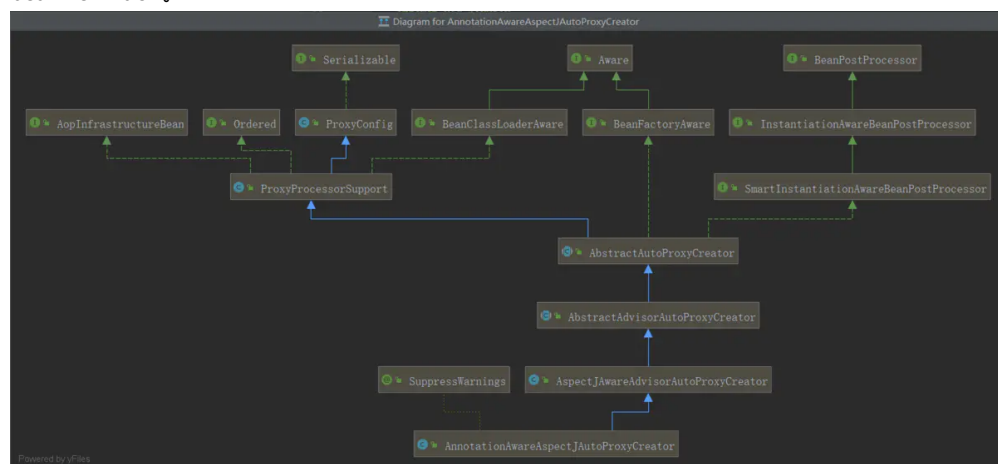 Diagram for AnnotationAwareAspectJAutoProxyCreator
Serializable
Aware
BeanPostProcessor
AopInfrastructureBean
Ordered
ProxyConfig
BeanClassLoaderAware
BeanFactoryAware
InstantiationAwareBeanPostProcessor
ProxyProcessorSupport
SmartInstantiationAwareBeanPostProcessor
AbstractAutoProxyCreator
AbstractAdvisorAutoProxyCreator
SuppressWarnings
AspectJAwareAdvisorAutoProxyCreator
AnnotationAwareAspectJAutoProxyCreator
Powered by yFiles